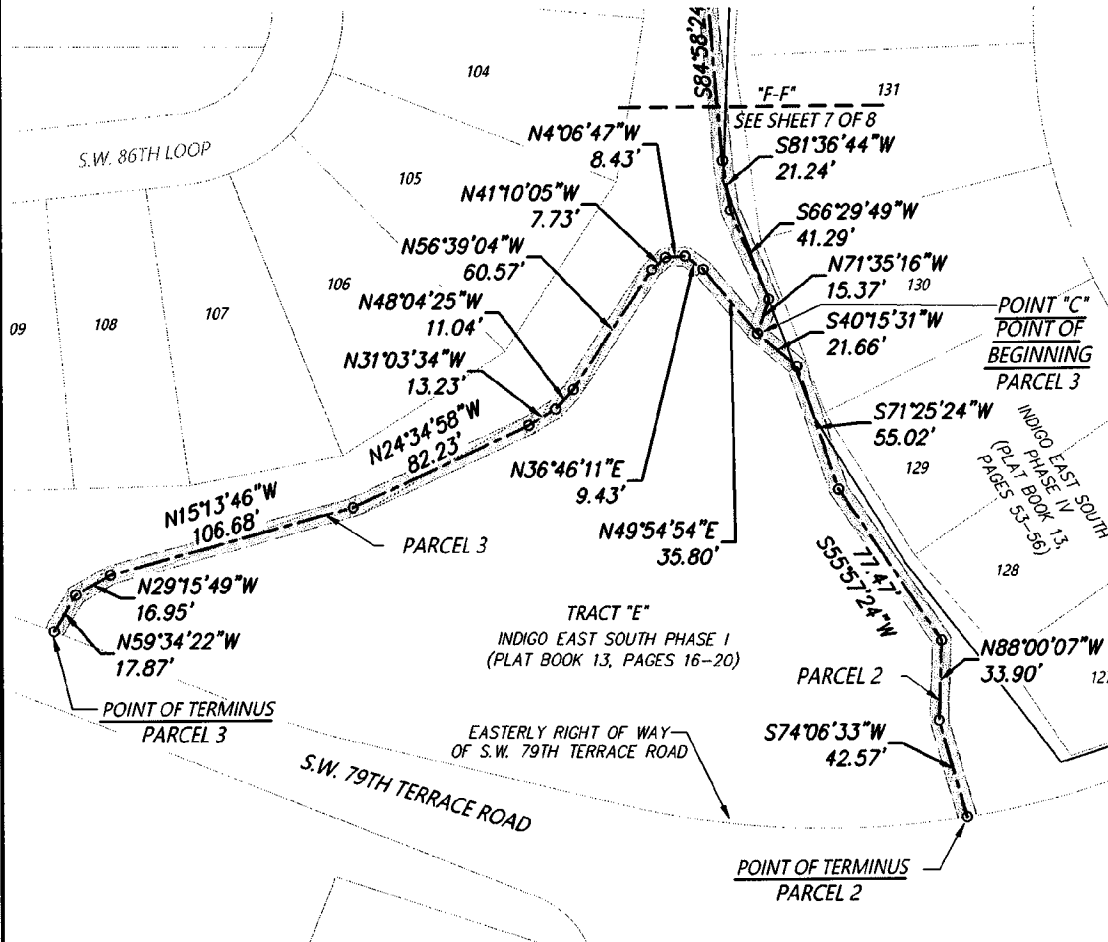 S84°58'24
104
"F-F"
131
SEE SHEET 7 OF 8
N4°06'47"W
8.43'
S81°36'44"W
21.24'
S.W. 86TH LOOP
105
N41°10'05"W
7.73'
S66°29'49"W
41.29'
N56°39'04"W
60.57'
N71°35'16"W
15.37'
130
106
107
108
09
N48°04'25"W
11.04'
POINT "C"
POINT OF
BEGINNING
PARCEL 3
S40°15'31"W
21.66'
N31°03'34"W
13.23'
N24°34'58"W
82.23'
S71°25'24"W
55.02'
INDIGO EAST SOUTH
PHASE IV
(PLAT BOOK 13,
PAGES 53-56)
129
N36°46'11"E
9.43'
N15°13'46"W
106.68'
N49°54'54"E
35.80'
PARCEL 3
77.47'
S55°57'24"W
128
N29°15'49"W
16.95'
TRACT "E"
INDIGO EAST SOUTH PHASE I
(PLAT BOOK 13, PAGES 16-20)
N59°34'22"W
17.87'
N88°00'07"W
33.90'
PARCEL 2
127
POINT OF TERMINUS
PARCEL 3
EASTERLY RIGHT OF WAY
OF S.W. 79TH TERRACE ROAD
S74°06'33"W
42.57'
S.W. 79TH TERRACE ROAD
POINT OF TERMINUS
PARCEL 2